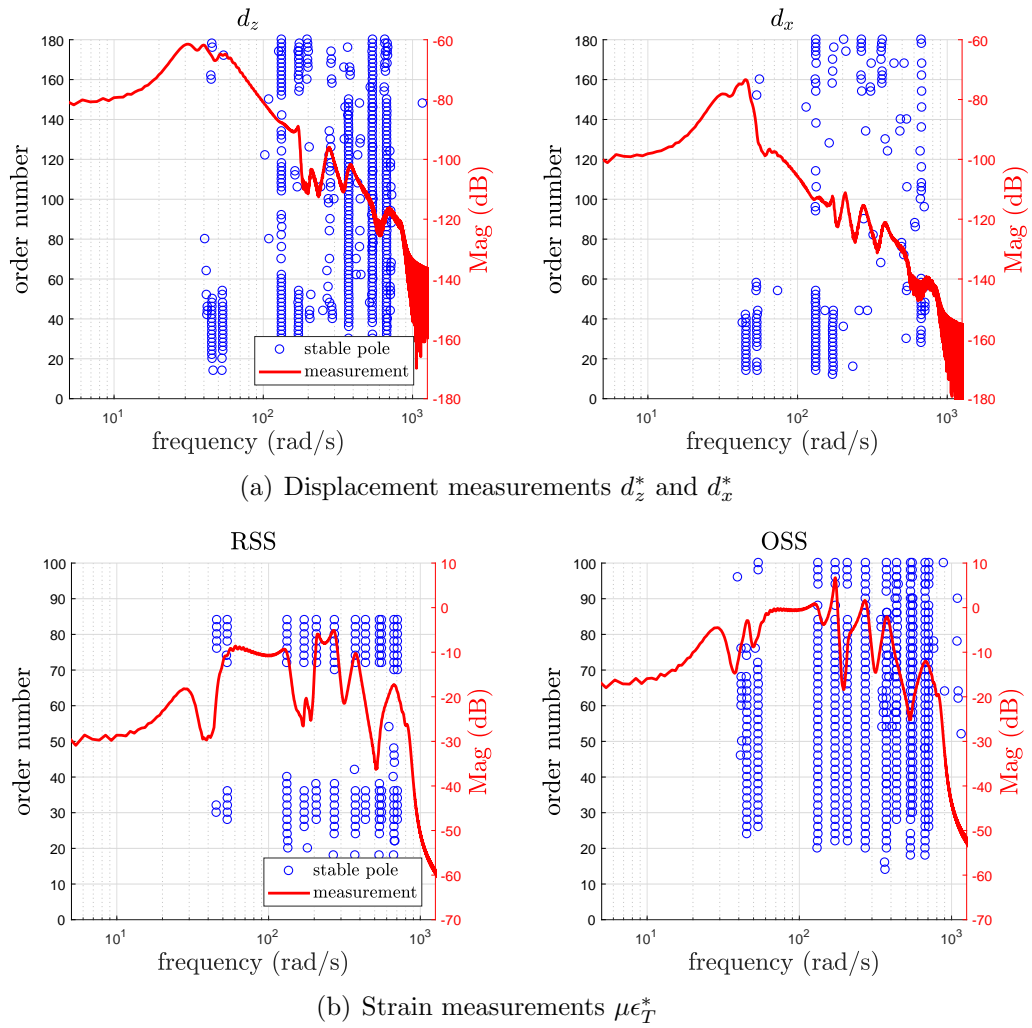 $d_z$
180
160
140
120
100
80
60
40
20
0
order number
-60
-80
-100
-120
-140
-160
-180
Mag (dB)
stable pole
measurement
$10^1$ $10^2$ $10^3$
frequency (rad/s)
$d_x$
180
160
140
120
100
80
60
40
20
0
order number
-60
-80
-100
-120
-140
-160
-180
Mag (dB)
$10^1$ $10^2$ $10^3$
frequency (rad/s)
(a) Displacement measurements $d_z^*$ and $d_x^*$
RSS
100
90
80
70
60
50
40
30
20
10
0
order number
10
0
-10
-20
-30
-40
-50
-60
-70
Mag (dB)
stable pole
measurement
$10^1$ $10^2$ $10^3$
frequency (rad/s)
OSS
100
90
80
70
60
50
40
30
20
10
0
order number
10
0
-10
-20
-30
-40
-50
-60
-70
Mag (dB)
$10^1$ $10^2$ $10^3$
frequency (rad/s)
(b) Strain measurements $\mu\epsilon_T^*$